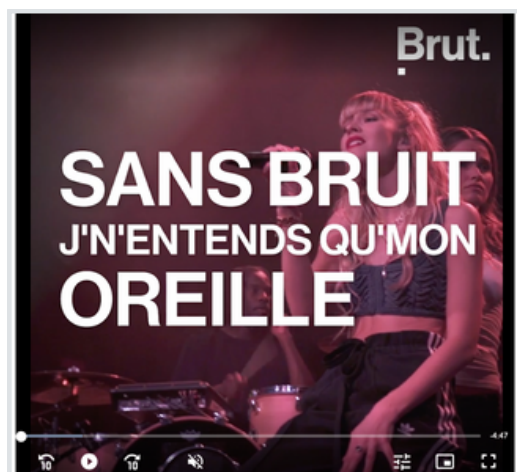 Brut.
SANS BRUIT
J'N'ENTENDS QU'MON
OREILLE
-4:47
10
10